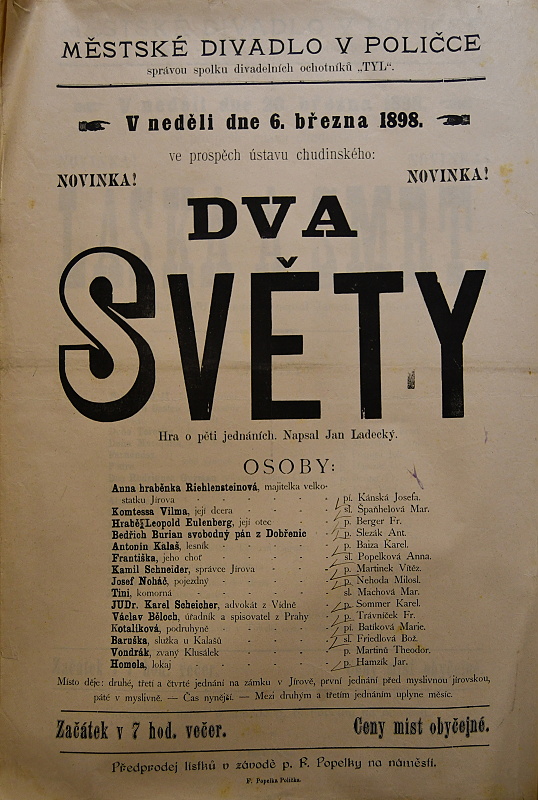 MĚSTSKÉ DIVADLO V POLIČCE
správou spolku divadelních ochotníků „TYL“.
V neděli dne 6. března 1898.
ve prospěch ústavu chudinského:
NOVINKA! NOVINKA!
DVA
SVĚTY
Hra o pěti jednáních. Napsal Jan Ladecký.
OSOBY:
Anna hraběnka Riehlensteinová, majitelka velko-
statku Jírova - - - - - pí. Kánská Josefa.
Komtessa Vilma, její dcera - - - - sl. Španhelová Mar.
Hrabě Leopold Eulenberg, její otec - - - p. Berger Fr.
Bedřich Burian svobodný pán z Dobřenic - - p. Slezák Ant.
Antonín Kalaš, lesník - - - - p. Baiza Karel.
Františka, jeho choť - - - - sl. Popelková Anna.
Kamil Schneider, správce Jírova - - - p. Martinek Vítěz.
Josef Noháč, pojezdný - - - - p. Nehoda Milosl.
Tini, komorná - - - - - sl. Machová Mar.
JUDr. Karel Scheicher, advokát z Vídně - - p. Sommer Karel.
Václav Běloch, úřadník a spisovatel z Prahy - p. Trávníček Fr.
Kotalíková, podruhyně - - - - pí. Batíková Marie.
Baruška, služka u Kalašů - - - - sl. Friedlová Bož.
Vondrák, zvaný Klusálek - - - - p. Martinů Theodor.
Homola, lokaj - - - - - p. Hamzík Jar.
Místo děje: druhé, třetí a čtvrté jednání na zámku v Jírově, první jednání před myslivnou jírovskou,
páté v myslivně. — Čas nynější. — Mezi druhým a třetím jednáním uplyne měsíc.
Začátek v 7 hod. večer. Ceny míst obyčejné.
Předprodej lístků v závodě p. F. Popelky na náměstí.
F. Popelka Polička.